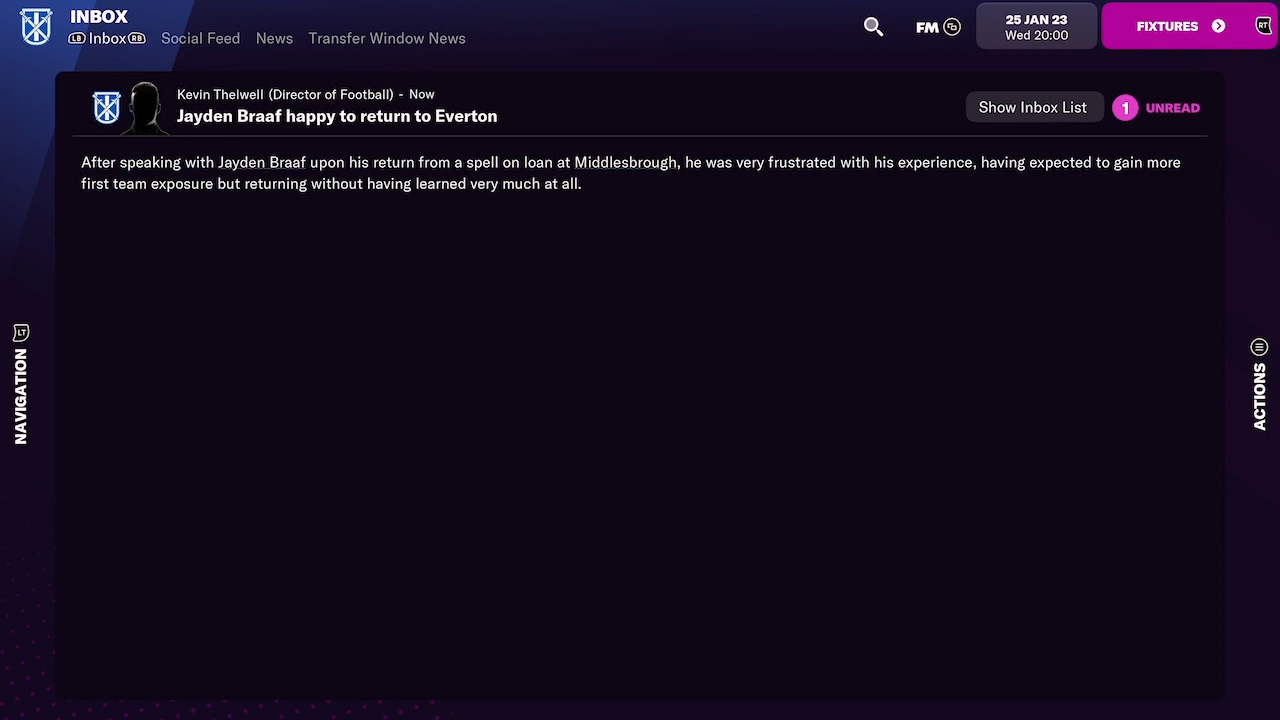 INBOX
LB Inbox RB Social Feed News Transfer Window News
FM
25 JAN 23
Wed 20:00
FIXTURES
RT
Kevin Thelwell (Director of Football) - Now
Jayden Braaf happy to return to Everton
Show Inbox List
1 UNREAD
After speaking with Jayden Braaf upon his return from a spell on loan at Middlesbrough, he was very frustrated with his experience, having expected to gain more
first team exposure but returning without having learned very much at all.
LT
NAVIGATION
ACTIONS